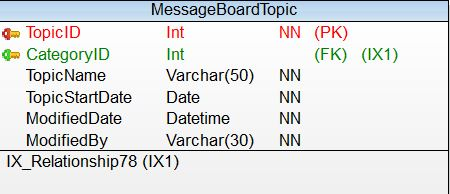 MessageBoardTopic
TopicID Int NN (PK)
CategoryID Int (FK) (IX1)
TopicName Varchar(50) NN
TopicStartDate Date NN
ModifiedDate Datetime NN
ModifiedBy Varchar(30) NN
IX_Relationship78 (IX1)